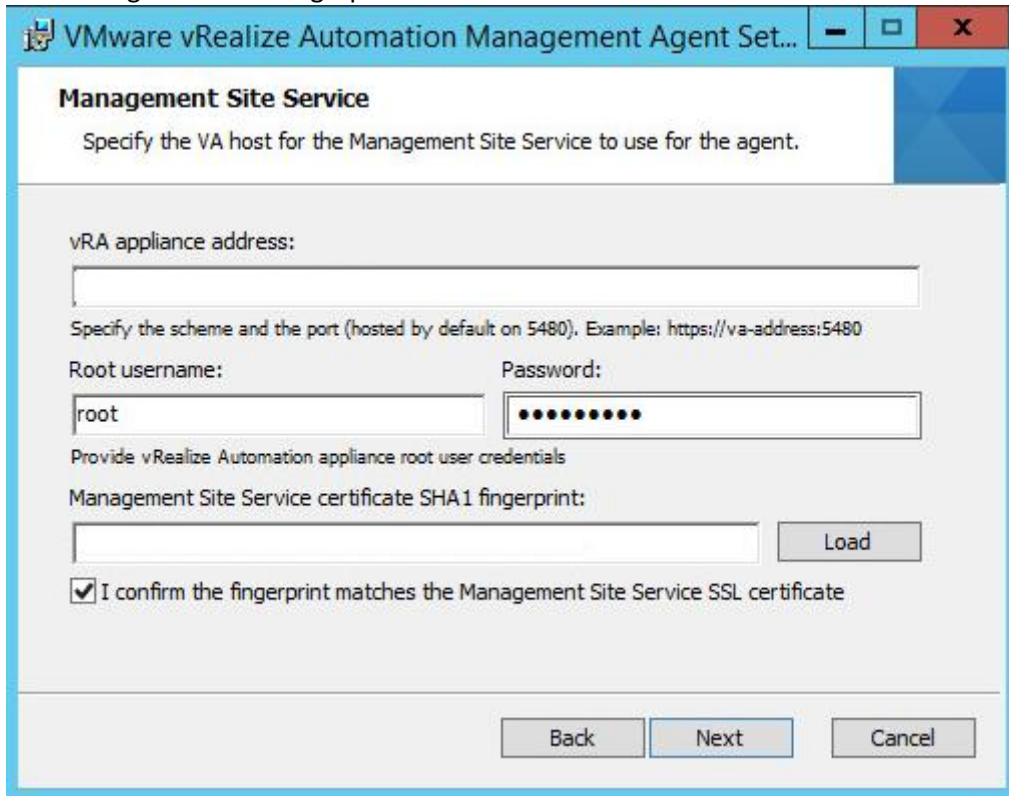 VMware vRealize Automation Management Agent Set...
Management Site Service
Specify the VA host for the Management Site Service to use for the agent.
vRA appliance address:
Specify the scheme and the port (hosted by default on 5480). Example: https://va-address:5480
Root username: Password:
root •••••••••
Provide vRealize Automation appliance root user credentials
Management Site Service certificate SHA1 fingerprint:
Load
I confirm the fingerprint matches the Management Site Service SSL certificate
Back Next Cancel